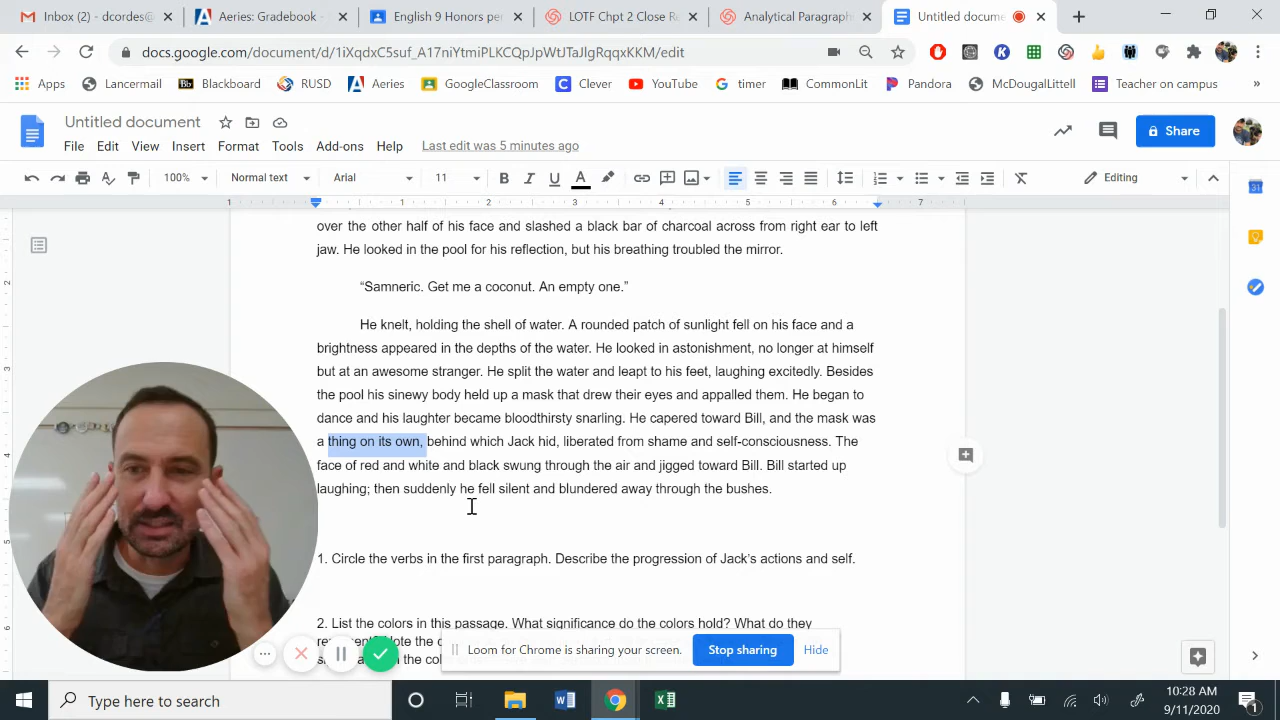 Inbox (2) - dcordes@
Aeries: Gradebook -
English 9 Honors per
LOTF Chpt 2 Close R
Analytical Paragraph
Untitled docume
docs.google.com/document/d/1iXqdxC5suf_A17niYtmiPLKCQpJpWtUTaJlgRqqxKKM/edit
Apps
Lancermail
Blackboard
RUSD
Aeries
GoogleClassroom
Clever
YouTube
timer
CommonLit
Pandora
McDougalLittell
Teacher on campus
»
Untitled document
Share
File Edit View Insert Format Tools Add-ons Help Last edit was 5 minutes ago
100% Normal text Arial 11 B I U A Editing
1 1 2 3 4 5 6 7
over the other half of his face and slashed a black bar of charcoal across from right ear to left
jaw. He looked in the pool for his reflection, but his breathing troubled the mirror.
“Samneric. Get me a coconut. An empty one.”
He knelt, holding the shell of water. A rounded patch of sunlight fell on his face and a
brightness appeared in the depths of the water. He looked in astonishment, no longer at himself
but at an awesome stranger. He split the water and leapt to his feet, laughing excitedly. Besides
the pool his sinewy body held up a mask that drew their eyes and appalled them. He began to
dance and his laughter became bloodthirsty snarling. He capered toward Bill, and the mask was
a thing on its own, behind which Jack hid, liberated from shame and self-consciousness. The
face of red and white and black swung through the air and jigged toward Bill. Bill started up
laughing; then suddenly he fell silent and blundered away through the bushes.
1. Circle the verbs in the first paragraph. Describe the progression of Jack’s actions and self.
2. List the colors in this passage. What significance do the colors hold? What do they
Loom for Chrome is sharing your screen.
Stop sharing
Hide
Type here to search
10:28 AM
9/11/2020